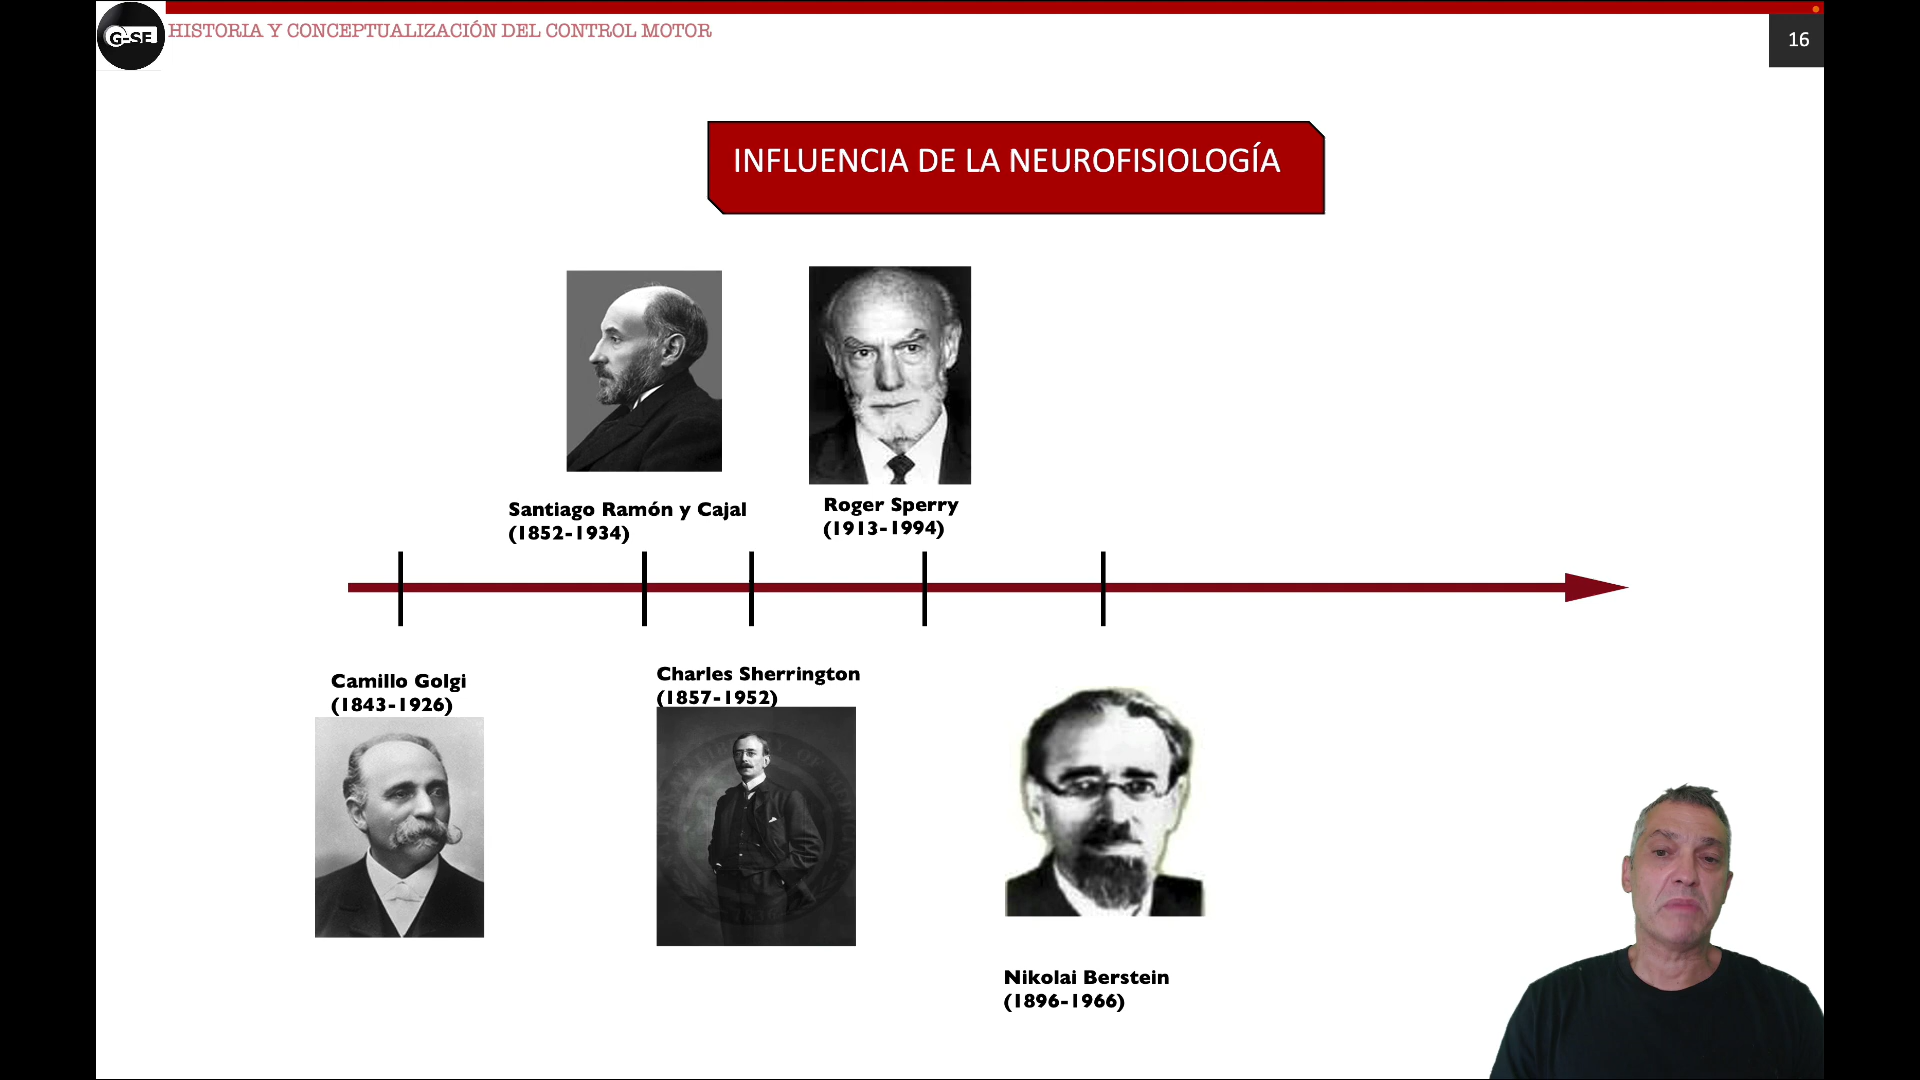 G-SE
HISTORIA Y CONCEPTUALIZACIÓN DEL CONTROL MOTOR
16
INFLUENCIA DE LA NEUROFISIOLOGÍA
Santiago Ramón y Cajal
(1852-1934)
Roger Sperry
(1913-1994)
Camillo Golgi
(1843-1926)
Charles Sherrington
(1857-1952)
1836
Nikolai Berstein
(1896-1966)